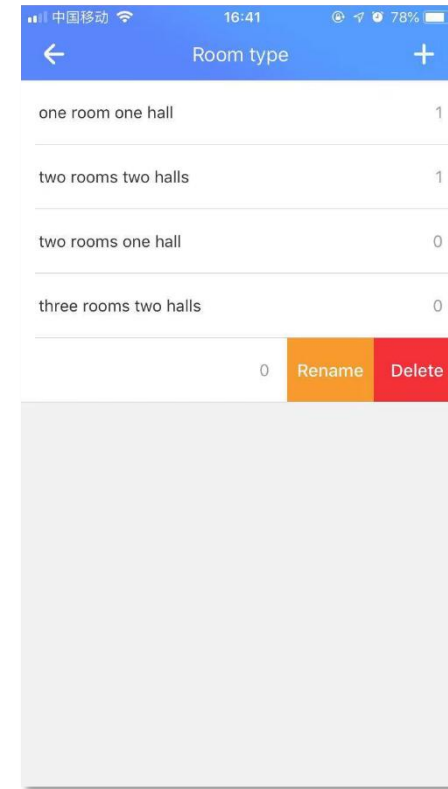 中国移动 16:41 78%
Room type
one room one hall 1
two rooms two halls 1
two rooms one hall 0
three rooms two halls 0
0 Rename Delete